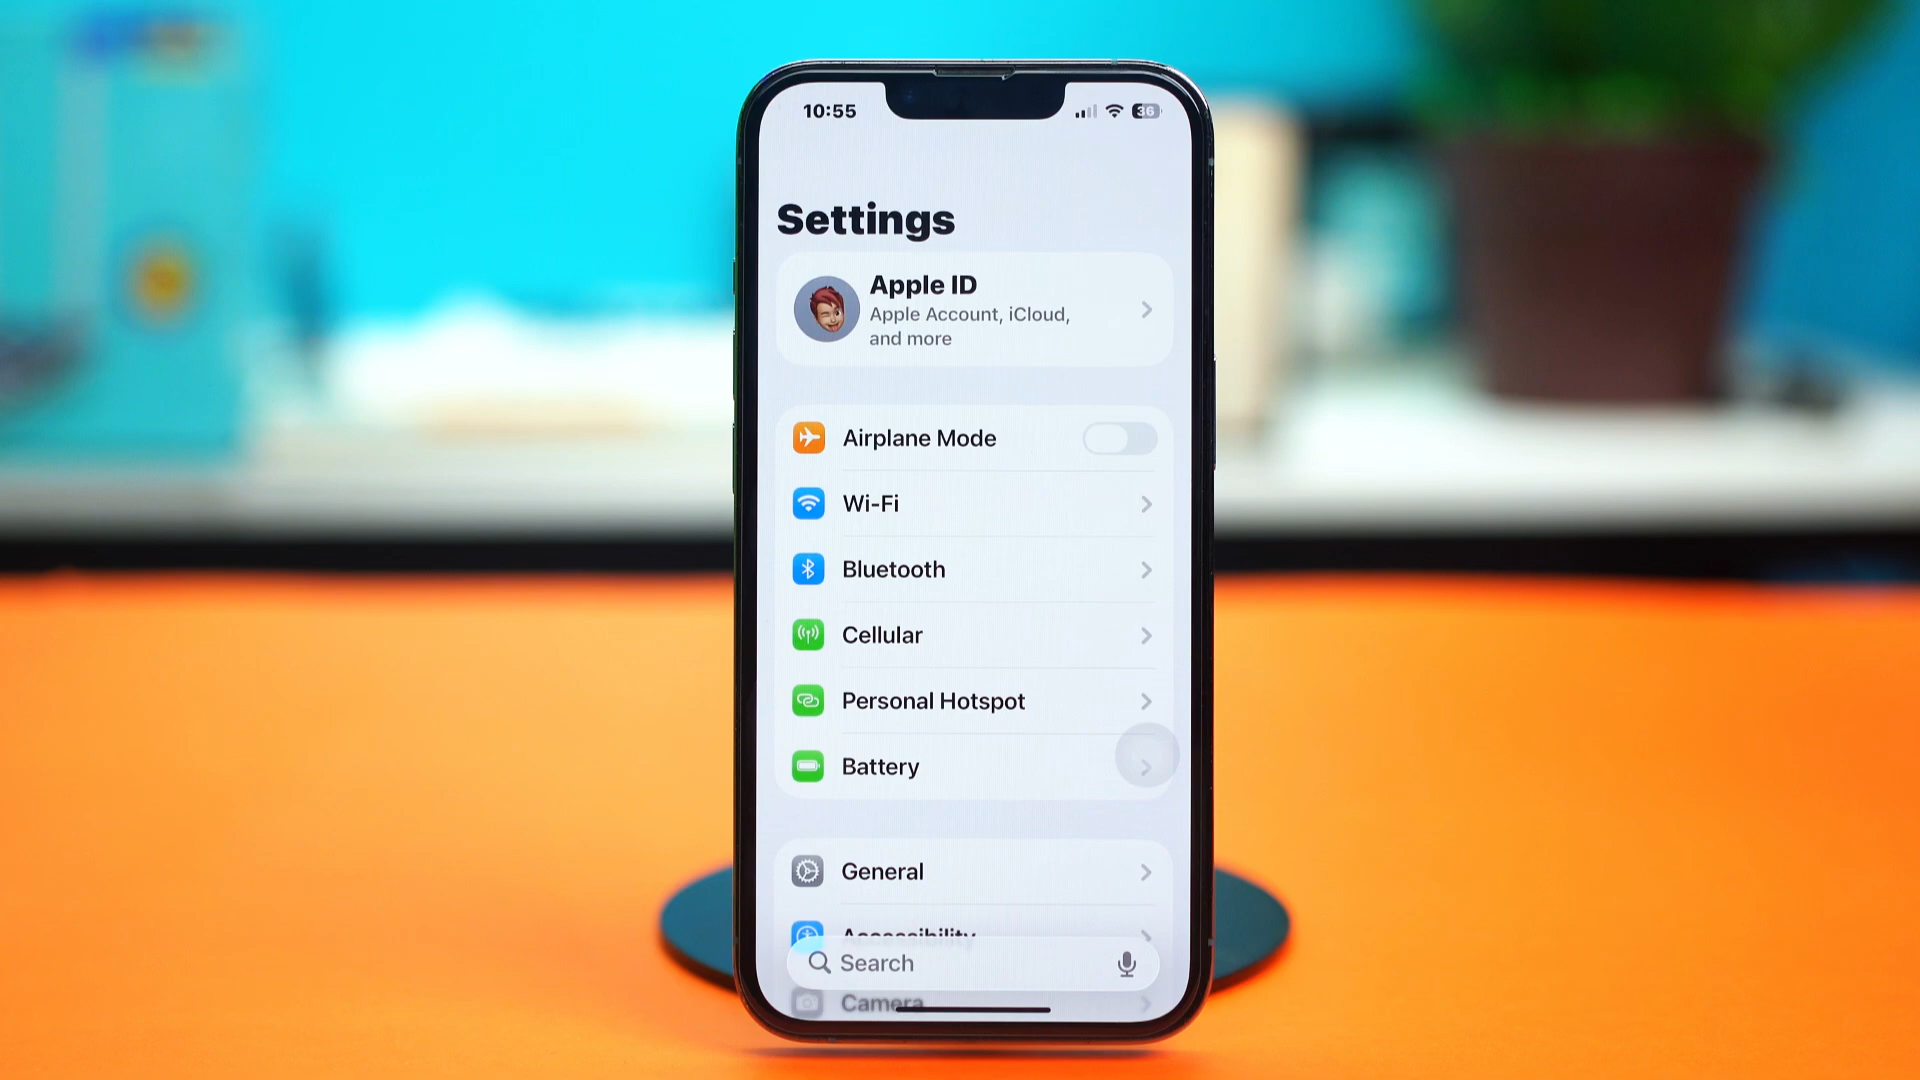 10:55
36
Settings
Apple ID
Apple Account, iCloud,
and more
Airplane Mode
Wi-Fi
Bluetooth
Cellular
Personal Hotspot
Battery
General
Accessibility
Search
Camera